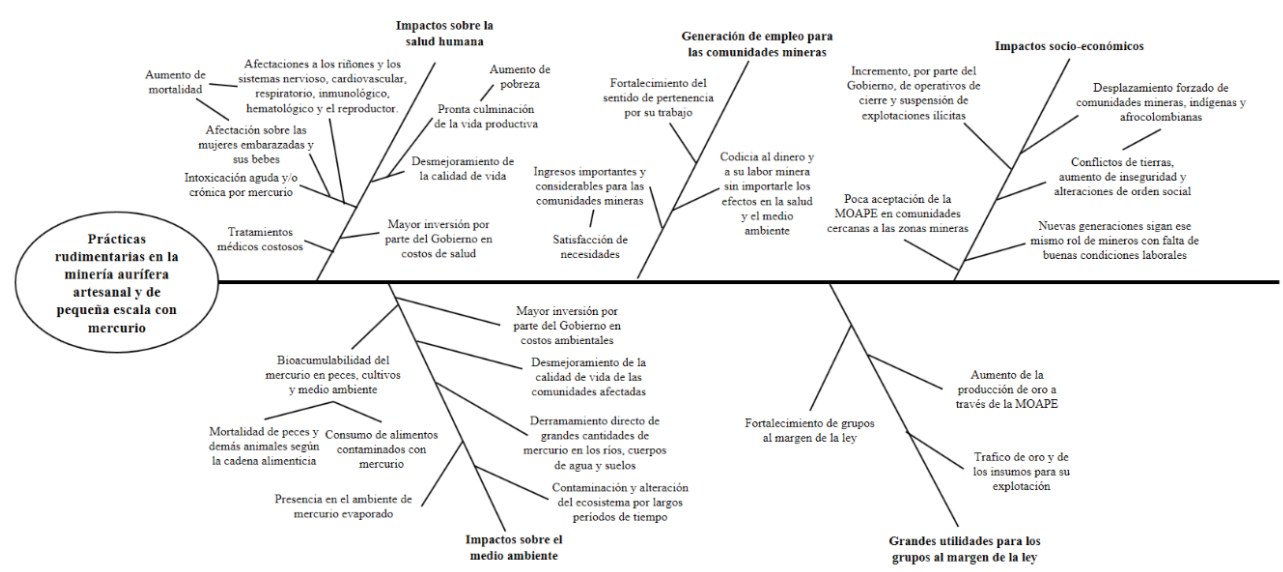 Prácticas
rudimentarias en la
minería aurífera
artesanal y de
pequeña escala con
mercurio
Impactos sobre la
salud humana
Aumento de
mortalidad
Afectaciones a los riñones y los
sistemas nervioso, cardiovascular,
respiratorio, inmunológico,
hematológico y el reproductor.
Afectación sobre las
mujeres embarazadas y
sus bebes
Intoxicación aguda y/o
crónica por mercurio
Tratamientos
médicos costosos
Aumento de
pobreza
Pronta culminación
de la vida productiva
Desmejoramiento de
la calidad de vida
Mayor inversión por
parte del Gobierno en
costos de salud
Generación de empleo para
las comunidades mineras
Fortalecimiento del
sentido de pertenencia
por su trabajo
Ingresos importantes y
considerables para las
comunidades mineras
Satisfacción de
necesidades
Codicia al dinero y
a su labor minera
sin importarle los
efectos en la salud
y el medio
ambiente
Impactos socio-económicos
Incremento, por parte del
Gobierno, de operativos de
cierre y suspensión de
explotaciones ilícitas
Poca aceptación de la
MOAPE en comunidades
cercanas a las zonas mineras
Desplazamiento forzado de
comunidades mineras, indígenas y
afrocolombianas
Conflictos de tierras,
aumento de inseguridad y
alteraciones de orden social
Nuevas generaciones sigan ese
mismo rol de mineros con falta de
buenas condiciones laborales
Bioacumulabilidad del
mercurio en peces, cultivos
y medio ambiente
Mortalidad de peces y
demás animales según
la cadena alimenticia
Consumo de alimentos
contaminados con
mercurio
Presencia en el ambiente de
mercurio evaporado
Mayor inversión por
parte del Gobierno en
costos ambientales
Desmejoramiento de la
calidad de vida de las
comunidades afectadas
Derramamiento directo de
grandes cantidades de
mercurio en los ríos, cuerpos
de agua y suelos
Contaminación y alteración
del ecosistema por largos
períodos de tiempo
Impactos sobre el
medio ambiente
Fortalecimiento de grupos
al margen de la ley
Aumento de la
producción de oro a
través de la MOAPE
Trafico de oro y de
los insumos para su
explotación
Grandes utilidades para los
grupos al margen de la ley